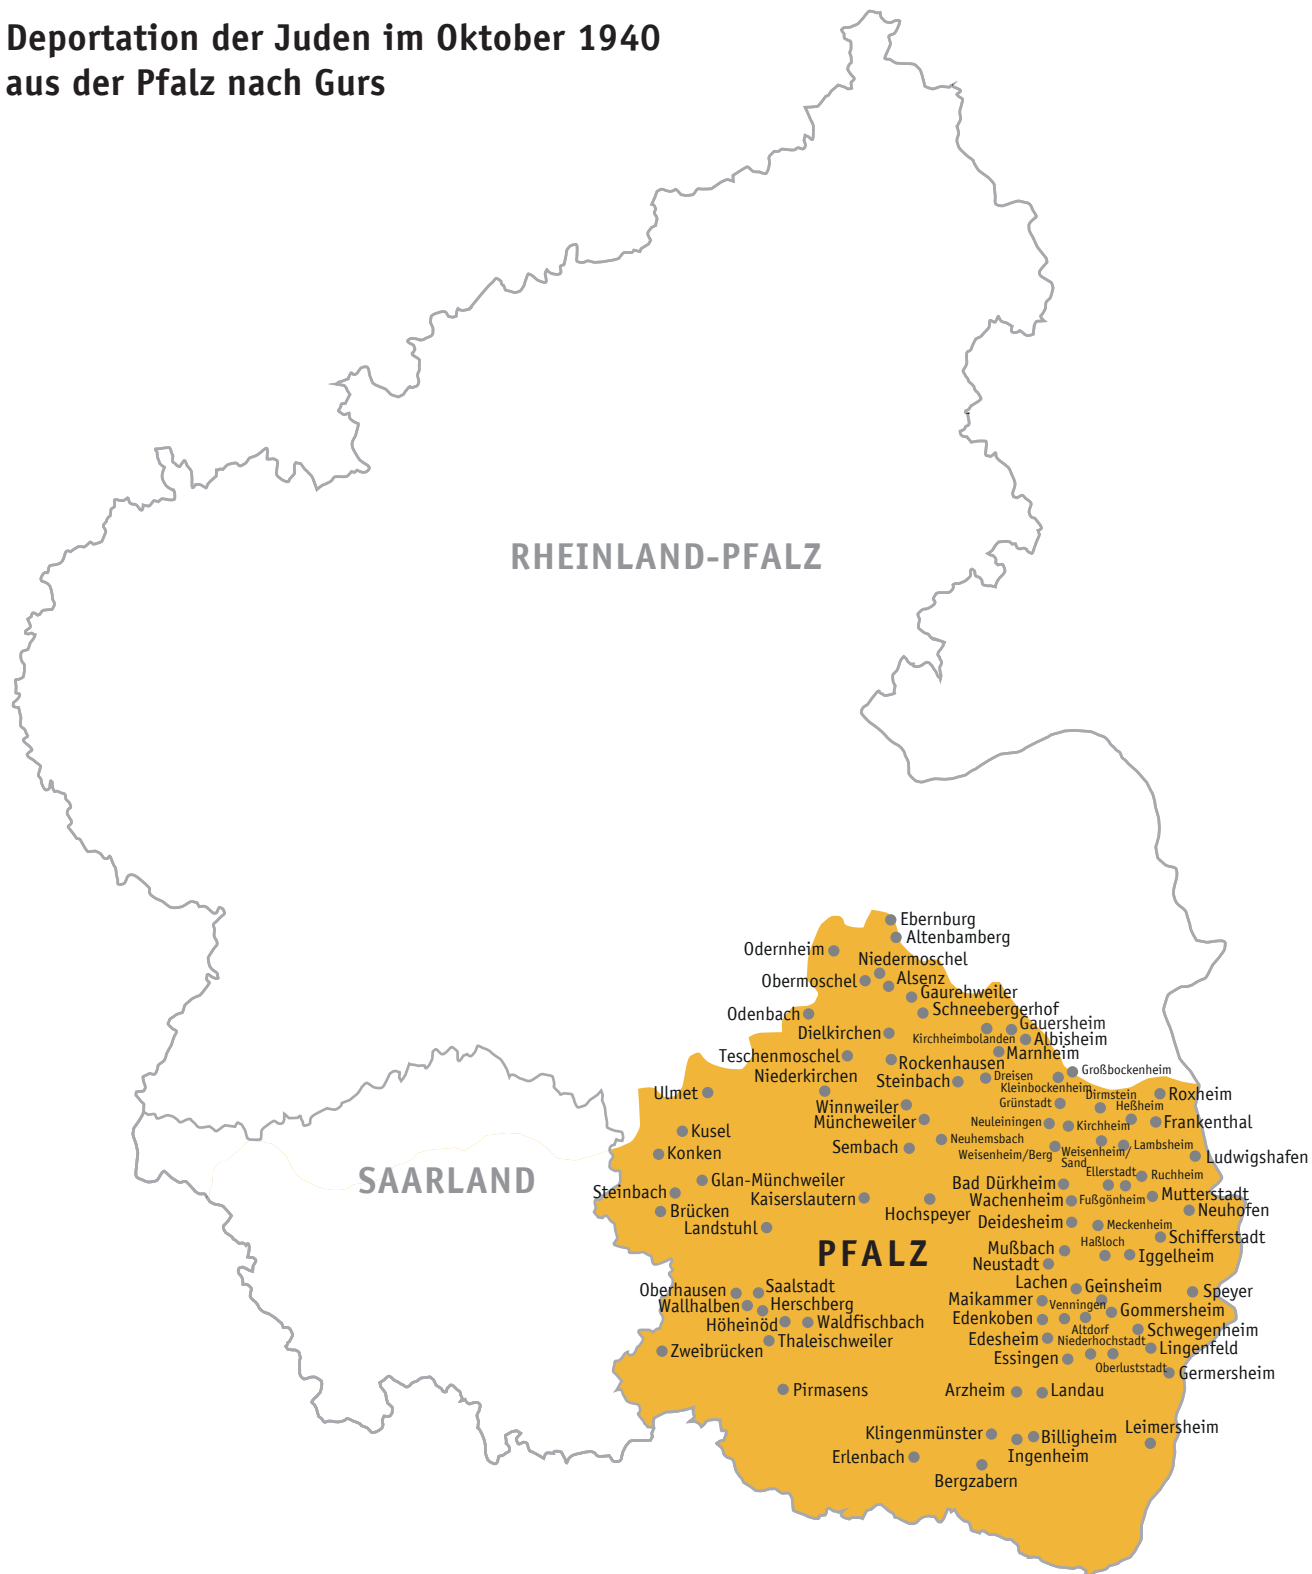 Deportation der Juden im Oktober 1940
aus der Pfalz nach Gurs
RHEINLAND-PFALZ
SAARLAND
PFALZ
Ebernburg
Altenbamberg
Odernheim
Niedermoschel
Obermoschel
Alsenz
Gaurehweiler
Odenbach
Schneebergerhof
Dielkirchen
Gauersheim
Kirchheimbolanden
Albisheim
Teschenmoschel
Marnheim
Rockenhausen
Großbockenheim
Niederkirchen
Steinbach
Dreisen
Kleinbockenheim
Ulmet
Dirmstein
Roxheim
Winnweiler
Grünstadt
Heßheim
Müncheweiler
Neuleiningen
Kirchheim
Frankenthal
Kusel
Neuhemsbach
Sembach
Konken
Weisenheim/Berg
Weisenheim/
Sand
Lambsheim
Ludwigshafen
Ellerstadt
Ruchheim
Glan-Münchweiler
Steinbach
Bad Dürkheim
Kaiserslautern
Wachenheim
Fußgönheim
Mutterstadt
Brücken
Hochspeyer
Neuhofen
Landstuhl
Deidesheim
Meckenheim
Schifferstadt
Mußbach
Haßloch
Iggelheim
Neustadt
Lachen
Geinsheim
Oberhausen
Saalstadt
Speyer
Wallhalben
Herschberg
Maikammer
Venningen
Gommersheim
Höheinöd
Waldfischbach
Edenkoben
Altdorf
Schwegenheim
Thaleischweiler
Edesheim
Niederhochstadt
Lingenfeld
Zweibrücken
Essingen
Oberluststadt
Germersheim
Pirmasens
Arzheim
Landau
Klingenmünster
Billigheim
Leimersheim
Erlenbach
Ingenheim
Bergzabern